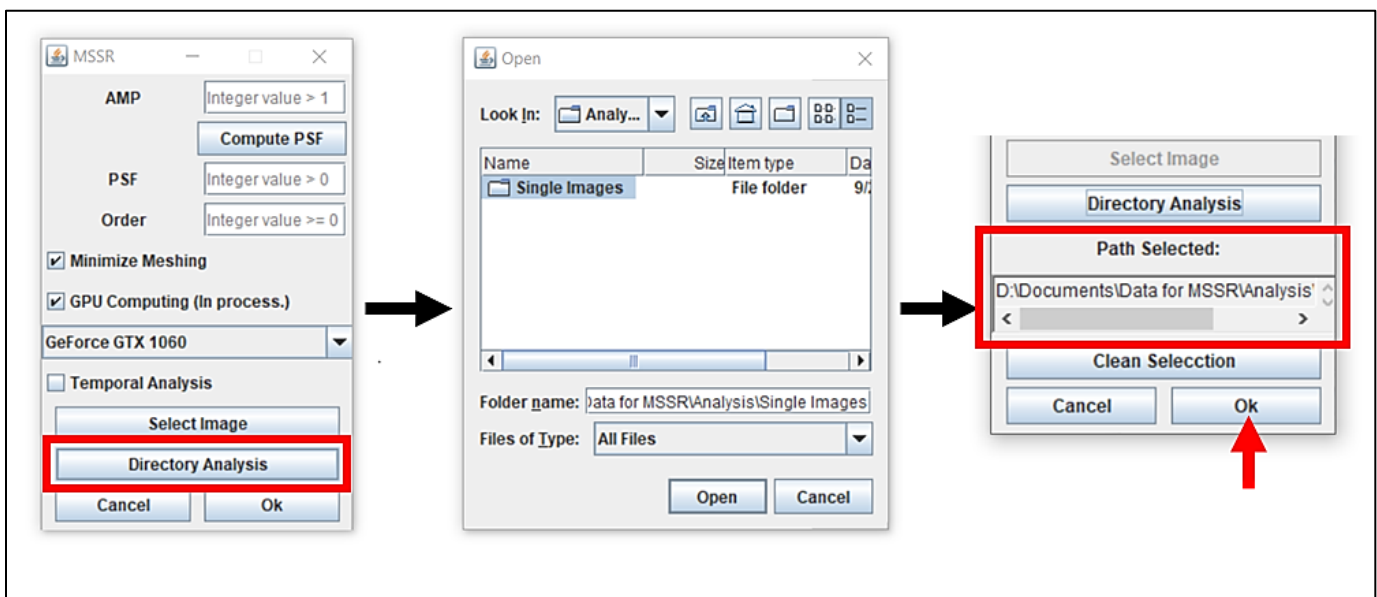 MSSR
AMP Integer value > 1
Compute PSF
PSF Integer value > 0
Order Integer value >= 0
Minimize Meshing
GPU Computing (In process.)
GeForce GTX 1060
Temporal Analysis
Select Image
Directory Analysis
Cancel Ok
Open
Look In: Analy...
Name Size Item type Da
Single Images File folder 9/
Folder name: Data for MSSR\Analysis\Single Images
Files of Type: All Files
Open Cancel
Select Image
Directory Analysis
Path Selected:
D:\Documents\Data for MSSR\Analysis\
Clean Selecction
Cancel Ok